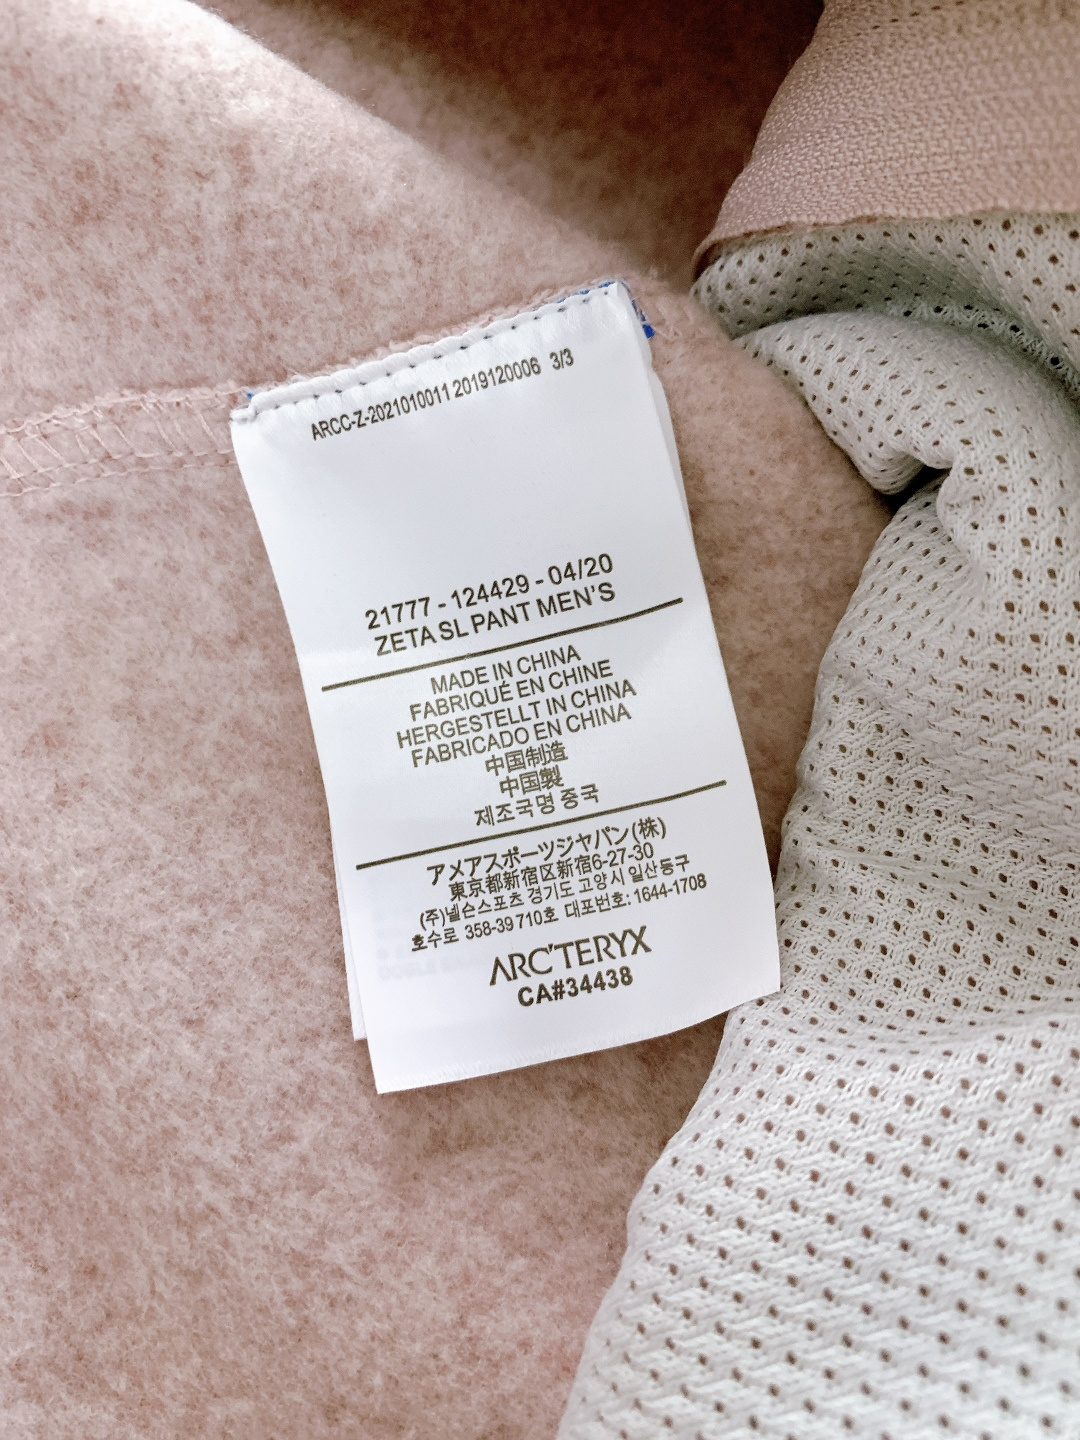 ARCC-Z-2021010011 2019120006 3/3
21777 - 124429 - 04/20
ZETA SL PANT MEN'S
MADE IN CHINA
FABRIQUÉ EN CHINE
HERGESTELLT IN CHINA
FABRICADO EN CHINA
中国制造
中国製
제조국명 중국
アメアスポーツジャパン(株)
東京都新宿区新宿6-27-30
(주)넬슨스포츠 경기도 고양시 일산동구
호수로 358-39 710호 대표번호: 1644-1708
ARC'TERYX
CA#34438